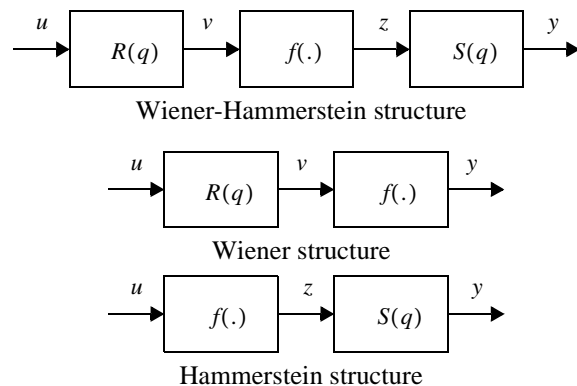 u v z y
R(q) f(.) S(q)
Wiener-Hammerstein structure
u v y
R(q) f(.)
Wiener structure
u z y
f(.) S(q)
Hammerstein structure